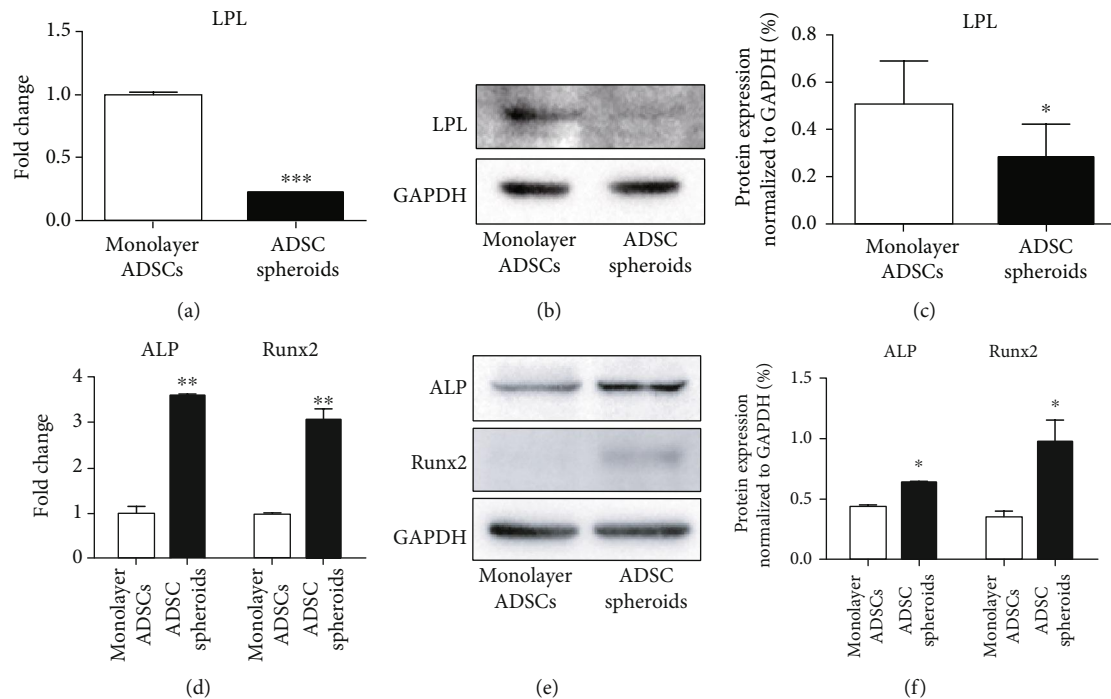 LPL
Fold change
1.5
1.0
0.5
0.0
***
Monolayer
ADSCs
ADSC
spheroids
(a)
LPL
GAPDH
Monolayer
ADSCs
ADSC
spheroids
(b)
LPL
Protein expression
normalized to GAPDH (%)
0.8
0.6
0.4
0.2
0.0
*
Monolayer
ADSCs
ADSC
spheroids
(c)
ALP
Runx2
Fold change
4
3
2
1
0
**
**
Monolayer
ADSCs
ADSC
spheroids
Monolayer
ADSCs
ADSC
spheroids
(d)
ALP
Runx2
GAPDH
Monolayer
ADSCs
ADSC
spheroids
(e)
ALP
Runx2
Protein expression
normalized to GAPDH (%)
1.5
1.0
0.5
0.0
*
*
Monolayer
ADSCs
ADSC
spheroids
Monolayer
ADSCs
ADSC
spheroids
(f)